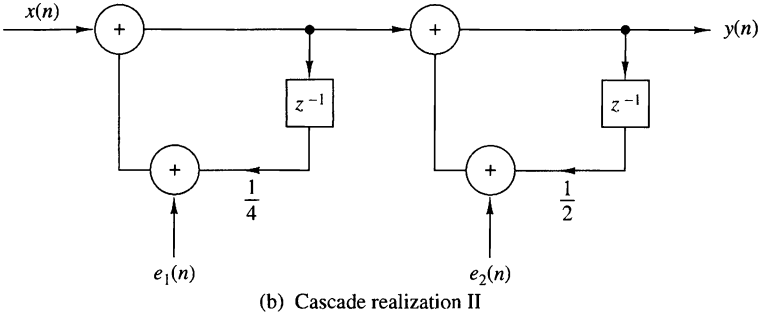 x(n)
+
+
y(n)
z⁻¹
z⁻¹
+
1/4
+
1/2
e₁(n)
e₂(n)
(b) Cascade realization II